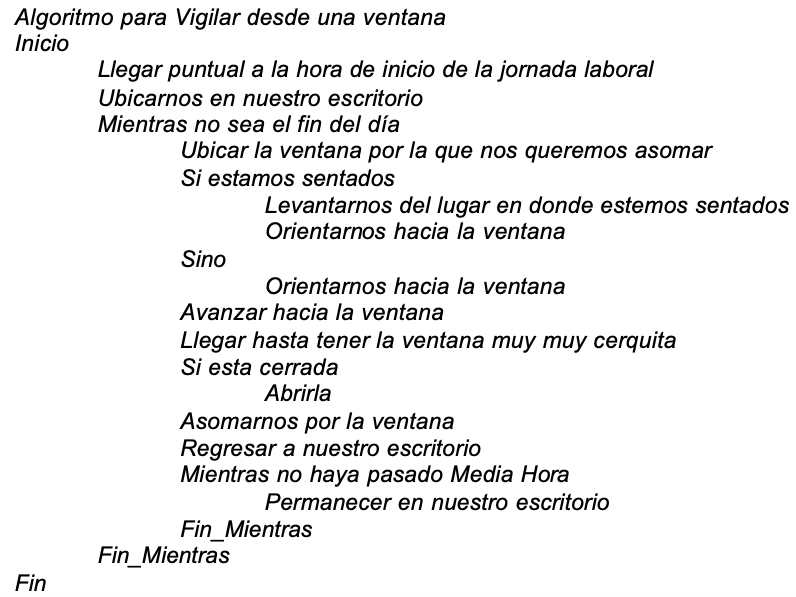 Algoritmo para Vigilar desde una ventana
Inicio
Llegar puntual a la hora de inicio de la jornada laboral
Ubicarnos en nuestro escritorio
Mientras no sea el fin del día
Ubicar la ventana por la que nos queremos asomar
Si estamos sentados
Levantarnos del lugar en donde estemos sentados
Orientarnos hacia la ventana
Sino
Orientarnos hacia la ventana
Avanzar hacia la ventana
Llegar hasta tener la ventana muy muy cerquita
Si esta cerrada
Abrirla
Asomarnos por la ventana
Regresar a nuestro escritorio
Mientras no haya pasado Media Hora
Permanecer en nuestro escritorio
Fin_Mientras
Fin_Mientras
Fin